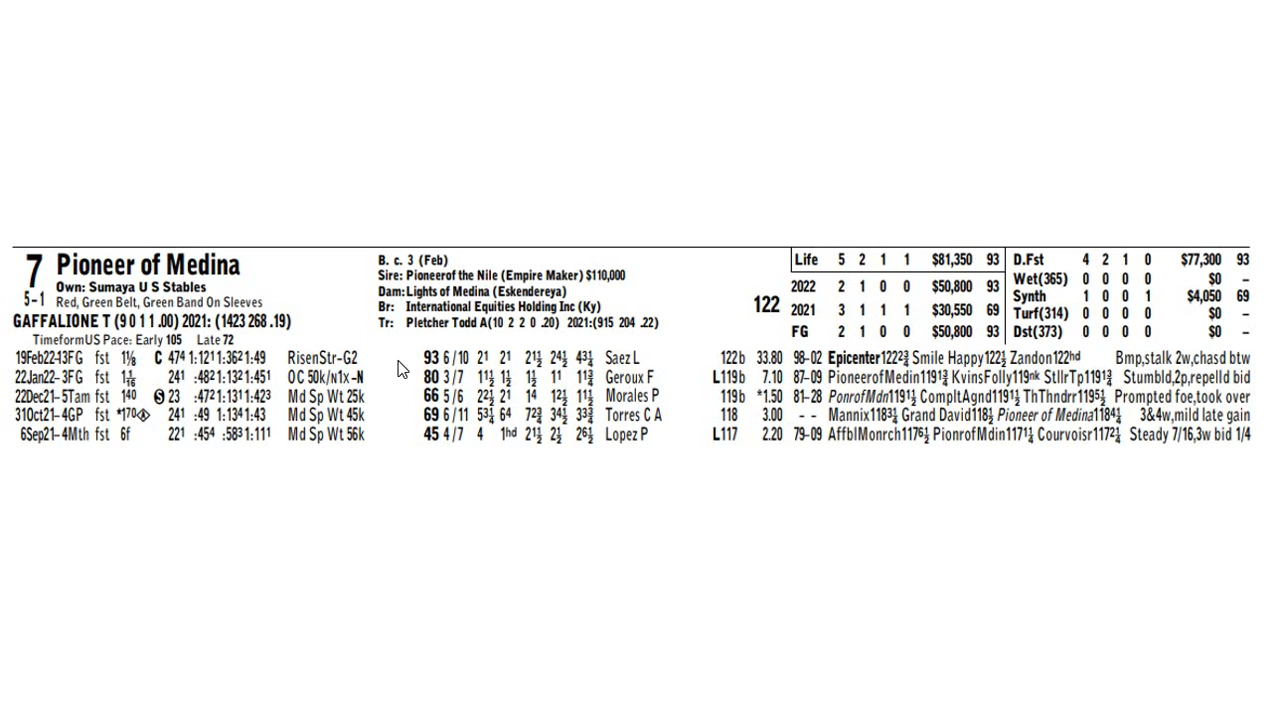 7 Pioneer of Medina
Own: Sumaya U S Stables
5-1 Red, Green Belt, Green Band On Sleeves
GAFFALIONE T (9 0 1 1 .00) 2021: (1423 268 .19)
TimeformUS Pace: Early 105 Late 72
B. c. 3 (Feb)
Sire: Pioneerof the Nile (Empire Maker) $110,000
Dam: Lights of Medina (Eskendereya)
Br: International Equities Holding Inc (Ky)
Tr: Pletcher Todd A (10 2 2 0 .20) 2021:(915 204 .22)
122
Life 5 2 1 1 $81,350 93
2022 2 1 0 0 $50,800 93
2021 3 1 1 1 $30,550 69
FG 2 1 0 0 $50,800 93
D.Fst 4 2 1 0 $77,300 93
Wet(365) 0 0 0 0 $0 –
Synth 1 0 0 1 $4,050 69
Turf(314) 0 0 0 0 $0 –
Dst(373) 0 0 0 0 $0 –
19Feb22-13FG fst 1⅛ C 47⁴ 1:12¹ 1:36² 1:49 RisenStr-G2 93 6/10 2¹ 2¹ 21½ 24½ 43¼ Saez L 122b 33.80 98-02 Epicenter122²¾ Smile Happy122½ Zandon122hd Bmp,stalk 2w,chasd btw
22Jan22-3FG fst 1 1/16 24¹ :48² 1:13² 1:45¹ OC 50k/N1x-N 80 3/7 11½ 1½ 1½ 1¹ 11¾ Geroux F L119b 7.10 87-09 PioneerofMedin119¹¾ KvinsFolly119nk StllrTp119¹¾ Stumbld,2p,repelld bid
22Dec21-5Tam fst 1 40 Ⓢ 23 :47² 1:13¹ 1:42³ Md Sp Wt 25k 66 5/6 22½ 2¹ 1⁴ 12½ 11½ Morales P 119b *1.50 81-28 PonrofMdn119¹½ CompltAgnd119¹½ ThThndrr119⁵½ Prompted foe,took over
31Oct21-4GP fst *170 24¹ :49 1:13⁴ 1:43 Md Sp Wt 45k 69 6/11 53¼ 6⁴ 72¾ 34½ 33¾ Torres C A 118 3.00 - - Mannix118³¼ Grand David118½ Pioneer of Medina118⁴¼ 3&4w,mild late gain
6Sep21-4Mth fst 6f 22¹ :45⁴ :58³ 1:11¹ Md Sp Wt 56k 45 4/7 4 1hd 21½ 2½ 26½ Lopez P L117 2.20 79-09 AffblMonrch117⁶½ PionrofMdin117¹¼ Courvoisr117²¼ Steady 7/16,3w bid 1/4